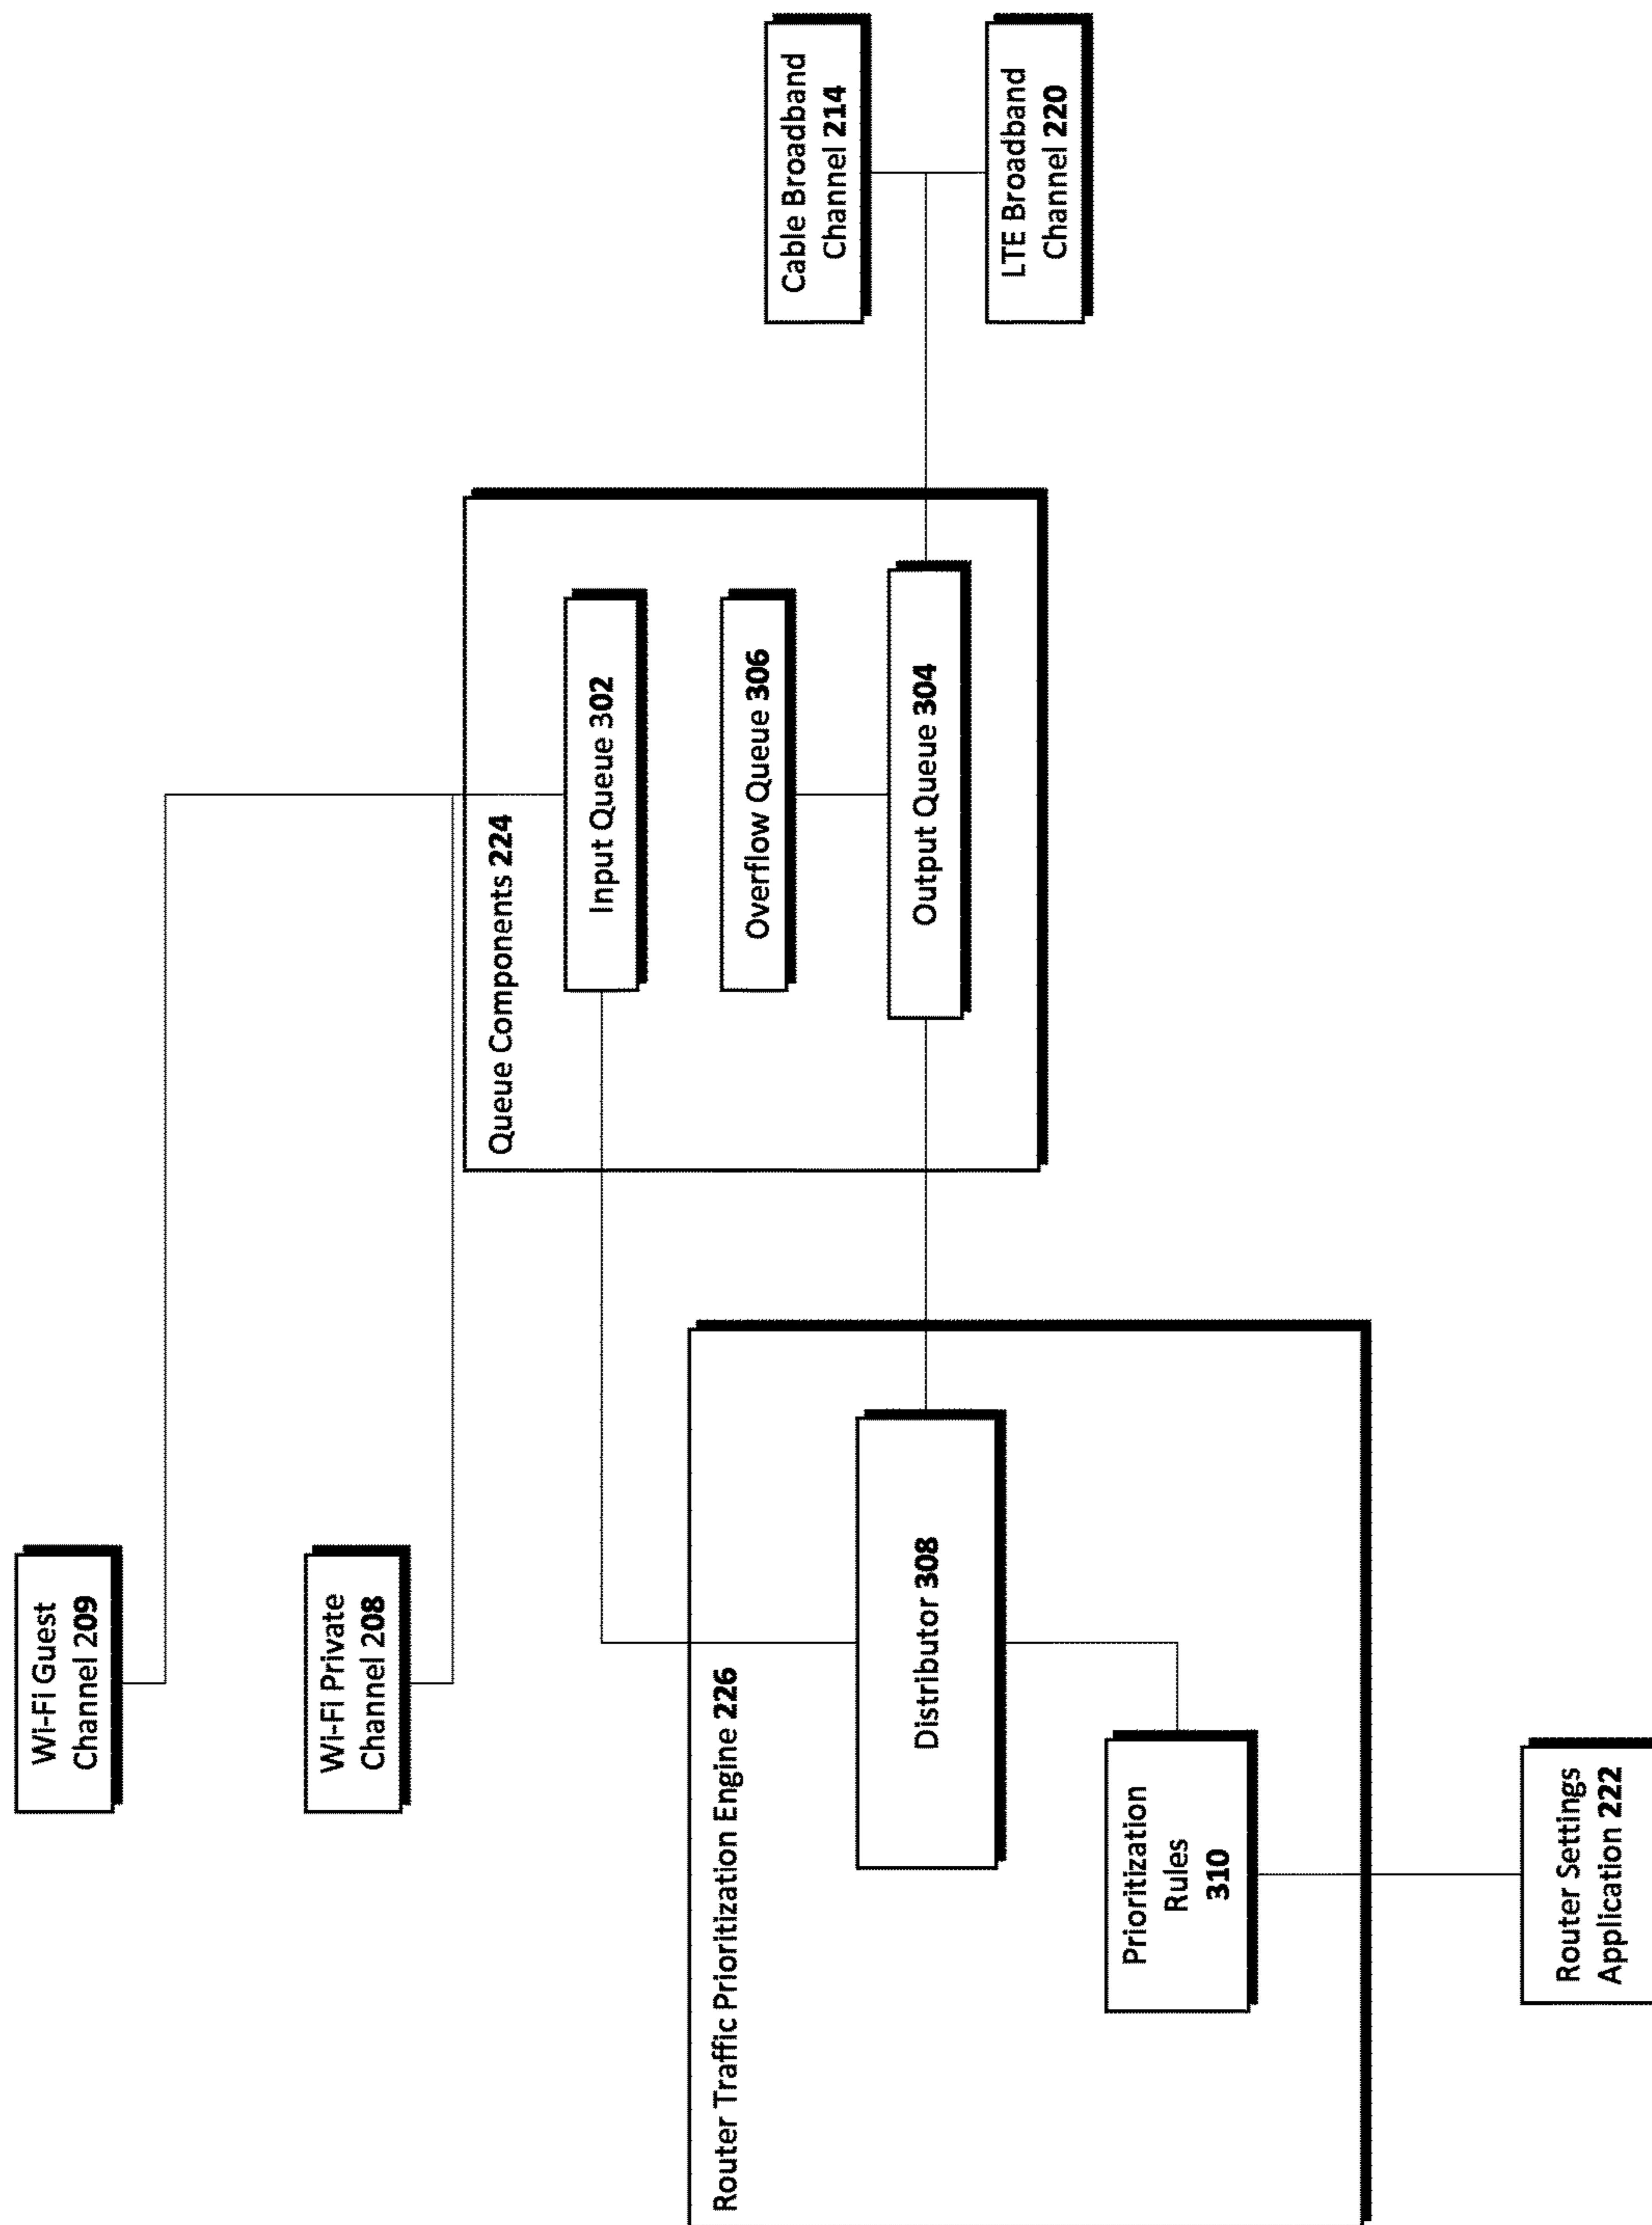 Wi-Fi Guest
Channel 209
Wi-Fi Private
Channel 208
Router Traffic Prioritization Engine 226
Distributor 308
Prioritization
Rules
310
Router Settings
Application 222
Queue Components 224
Input Queue 302
Overflow Queue 306
Output Queue 304
Cable Broadband
Channel 214
LTE Broadband
Channel 220